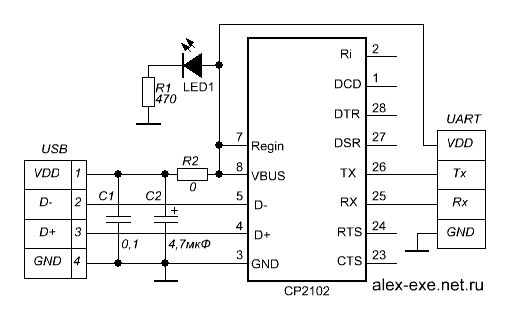 Ri 2
DCD 1
LED1
R1
470
DTR 28
UART
DSR 27
7 Regin
VDD
USB
R2
VDD 1
0
8 VBUS
TX 26
Tx
D- 2
C1
C2
+
5 D-
RX 25
Rx
D+ 3
0,1
4,7мкФ
4 D+
RTS 24
GND
GND 4
3 GND
CTS 23
CP2102
alex-exe.net.ru